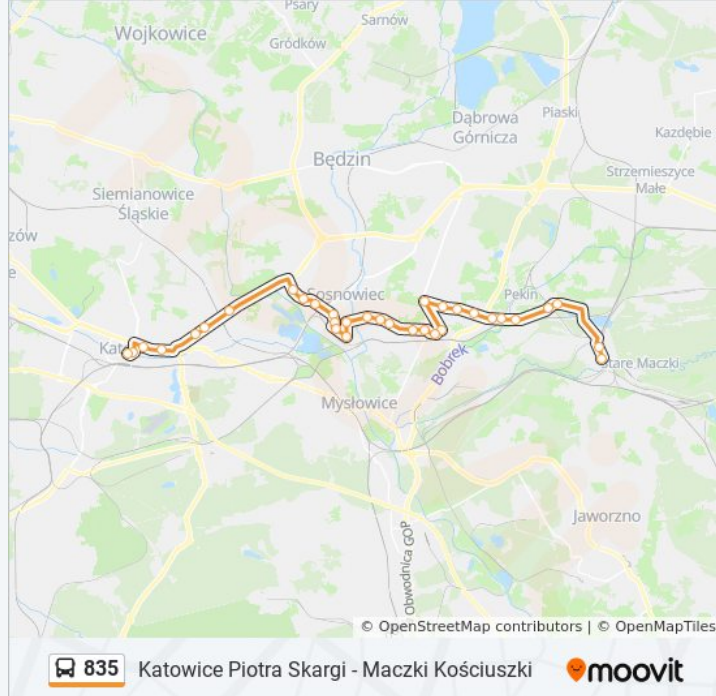 Psary
Sarnów
Wojkowice
Gródków
Dąbrowa
Górnicza
Piaski
Kazdębie
Będzin
Strzemieszyce
Małe
Siemianowice
Śląskie
zów
e
Sosnowiec
Pekin
Kato
Stare Maczki
Bobrek
Mysłowice
Jaworzno
Obwodnica GOP
© OpenStreetMap contributors | © OpenMapTiles
835 Katowice Piotra Skargi - Maczki Kościuszki moovit